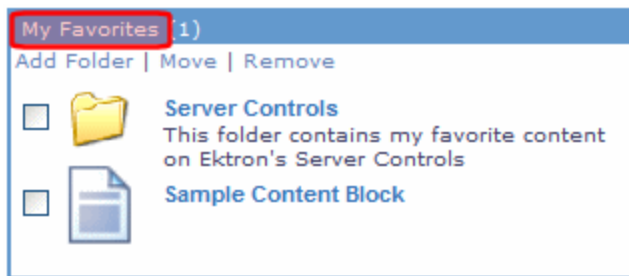 My Favorites (1)
Add Folder | Move | Remove
Server Controls
This folder contains my favorite content
on Ektron's Server Controls
Sample Content Block